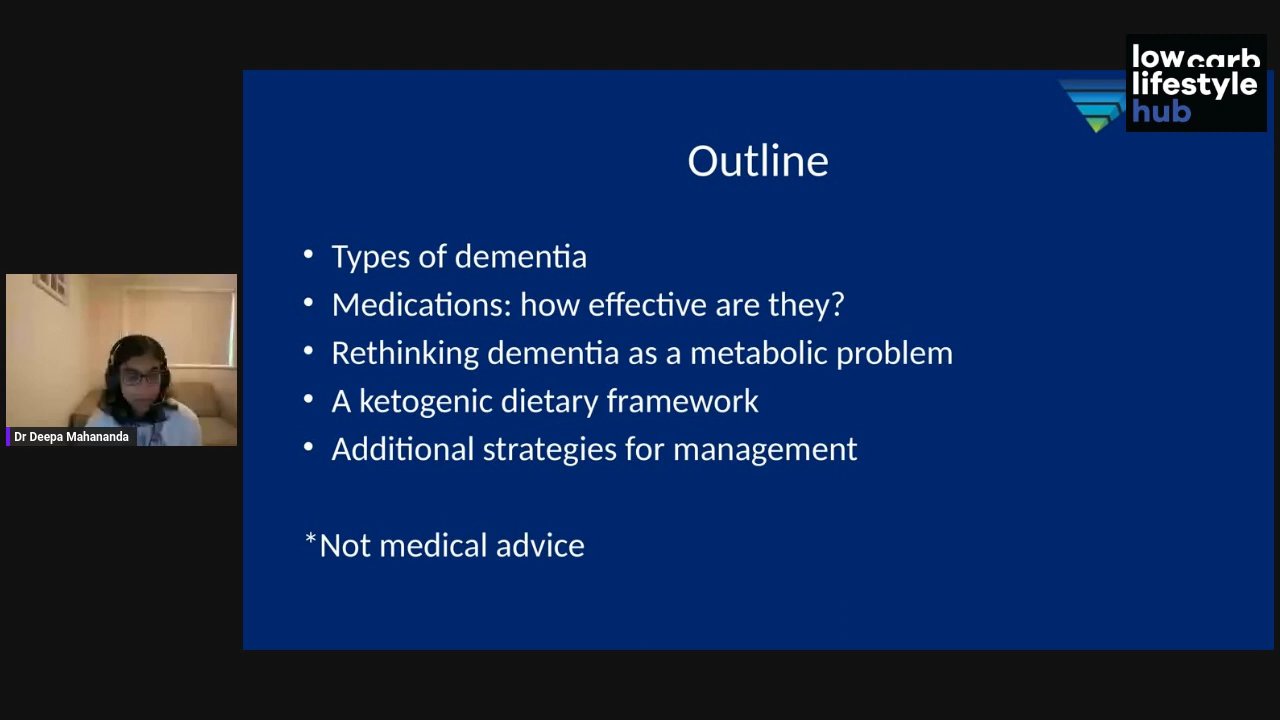 low carb
lifestyle
hub
Outline
• Types of dementia
• Medications: how effective are they?
• Rethinking dementia as a metabolic problem
• A ketogenic dietary framework
• Additional strategies for management
*Not medical advice
Dr Deepa Mahananda